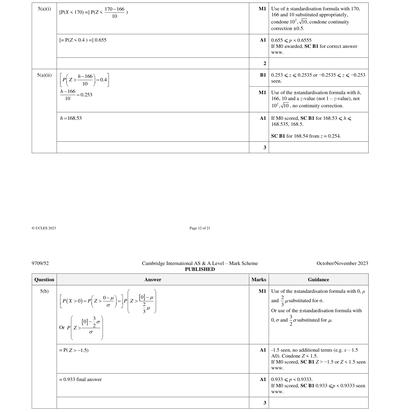 5(a)(i) [P(X < 170) =] P(Z < (170–166)/10) M1 Use of ± standardisation formula with 170,
166 and 10 substituted appropriately,
condone 10², √10, condone continuity
correction ±0.5.
[= P(Z < 0.4) =] 0.655 A1 0.655 ⩽ p < 0.6555
If M0 awarded, SC B1 for correct answer
www.
2
5(a)(ii) [P(Z > (h–166)/10) = 0.4] B1 0.253 ⩽ z ⩽ 0.2535 or −0.2535 ⩽ z ⩽ −0.253
seen.
(h–166)/10 = 0.253 M1 Use of the ±standardisation formula with h,
166, 10 and a z-value (not 1 – z-value), not
10², √10, no continuity correction.
h = 168.53 A1 If M0 scored, SC B1 for 168.53 ⩽ h ⩽
168.535, 168.5.
SC B1 for 168.54 from z = 0.254.
3
© UCLES 2023 Page 12 of 21
9709/52 Cambridge International AS & A Level – Mark Scheme October/November 2023
PUBLISHED
Question Answer Marks Guidance
5(b) [P(X > 0) = P(Z > (0–μ)/σ) =] P(Z > ([0]–μ)/(2/3 μ)) M1 Use of the ±standardisation formula with 0, μ
and 2/3 μ substituted for σ.
Or P(Z > ([0]–3/2 σ)/σ) Or use of the ±standardisation formula with
0, σ and 3/2 σ substituted for μ.
= P(Z > –1.5) A1 –1.5 seen, no additional terms (e.g. x – 1.5
A0). Condone Z < 1.5.
If M0 scored, SC B1 Z > –1.5 or Z < 1.5 seen
www.
= 0.933 final answer A1 0.933 ⩽ p < 0.9333.
If M0 scored, SC B1 0.933 ⩽ p < 0.9333 seen
www.
3